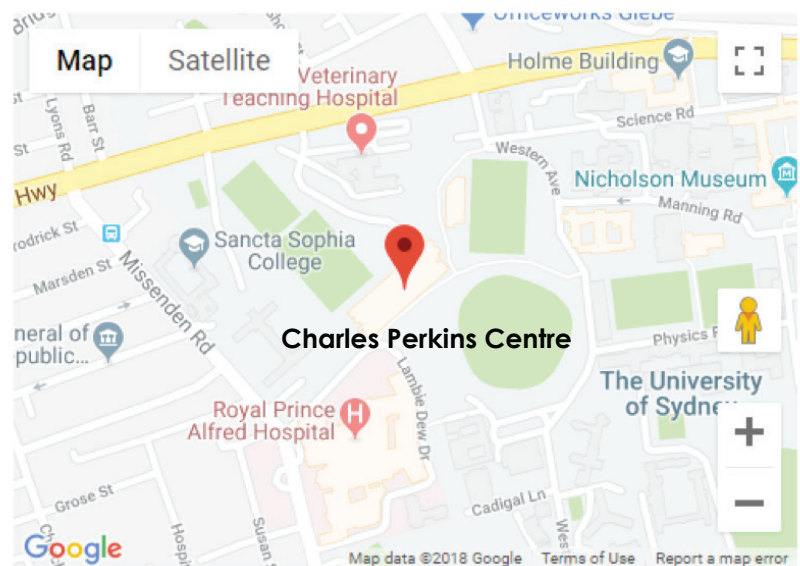 Officeworks Glebe
Map
Satellite
Holme Building
Veterinary
Teaching Hospital
Science Rd
Lyons Rd
Barr St
St
St
Western Ave
Hwy
Nicholson Museum
Manning Rd
Sancta Sophia
College
Marsden St
Missenden Rd
Charles Perkins Centre
Physics
The University
of Sydney
Lambie Dew Dr
Royal Prince
Alfred Hospital
H
Grose St
Cadigal Ln
Susan
Google
Map data ©2018 Google
Terms of Use
Report a map error